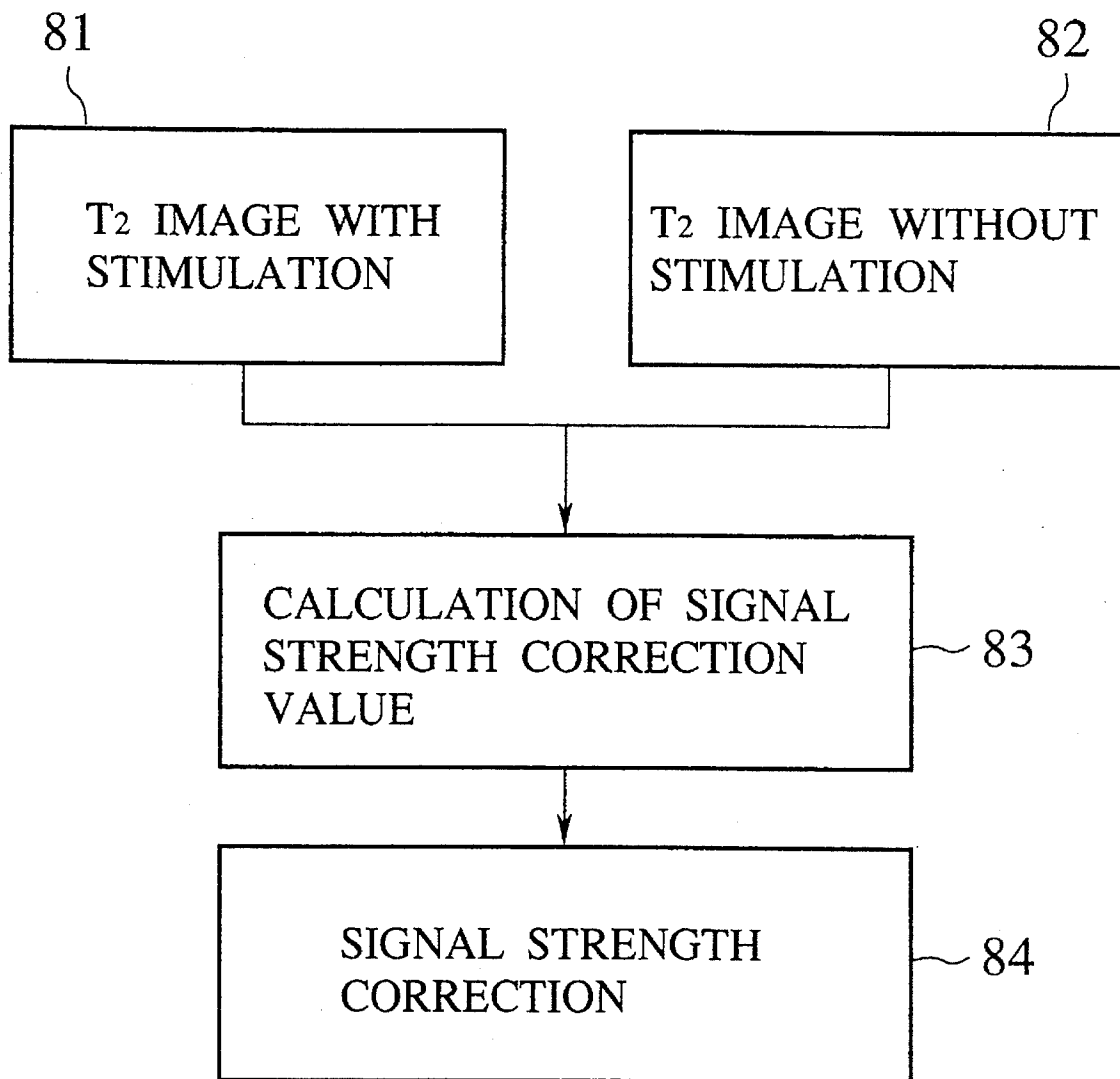 81
82
T2 IMAGE WITH
STIMULATION
T2 IMAGE WITHOUT
STIMULATION
CALCULATION OF SIGNAL
STRENGTH CORRECTION
VALUE
83
SIGNAL STRENGTH
CORRECTION
84